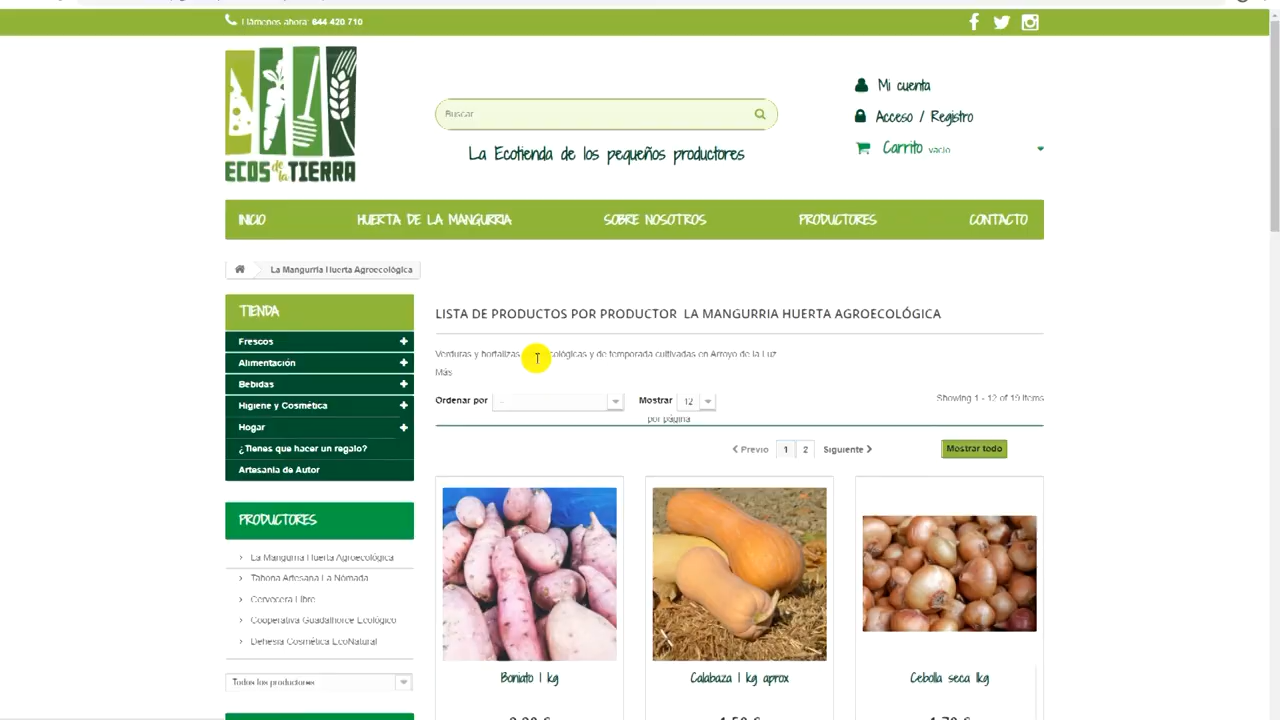 Llámenos ahora: 644 420 710
ECOS de la TIERRA
Buscar
La Ecotienda de los pequeños productores
Mi cuenta
Acceso / Registro
Carrito vacío
INICIO
HUERTA DE LA MANGURRIA
SOBRE NOSOTROS
PRODUCTORES
CONTACTO
La Mangurria Huerta Agroecológica
TIENDA
Frescos
Alimentación
Bebidas
Higiene y Cosmética
Hogar
¿Tienes que hacer un regalo?
Artesanía de Autor
PRODUCTORES
La Mangurria Huerta Agroecológica
Tahona Artesana La Nómada
Cervecera Libre
Cooperativa Guadalhorce Ecológico
Dehesia Cosmética EcoNatural
Todos los productores
LISTA DE PRODUCTOS POR PRODUCTOR LA MANGURRIA HUERTA AGROECOLÓGICA
Verduras y hortalizas y de temporada cultivadas en Arroyo de la Luz
Más
Ordenar por --
Mostrar 12
por página
Showing 1 - 12 of 19 items
Previo 1 2 Siguiente
Mostrar todo
Boniato 1 kg
Calabaza 1 kg aprox
Cebolla seca 1kg